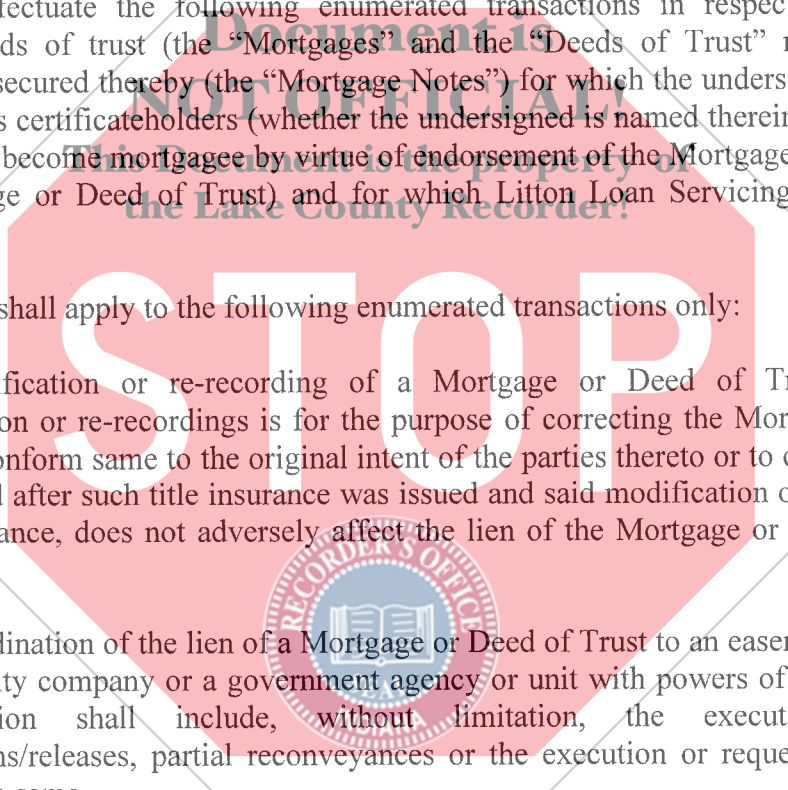 fectuate the following enumerated transactions in respec
Document is
ds of trust (the “Mortgages” and the “Deeds of Trust”
secured thereby (the “Mortgage Notes”) for which the unders
NOT OFFICIAL!
s certificateholders (whether the undersigned is named therein
become mortgagee by virtue of endorsement of the Mortgage
This Document is the property of
ge or Deed of Trust) and for which Litton Loan Servicing
the Lake County Recorder!
shall apply to the following enumerated transactions only:
STOP
ification or re-recording of a Mortgage or Deed of Tr
on or re-recordings is for the purpose of correcting the Mor
onform same to the original intent of the parties thereto or to c
l after such title insurance was issued and said modification o
ance, does not adversely affect the lien of the Mortgage or
RECORDER'S OFFICE
SEAL
INDIANA
dination of the lien of a Mortgage or Deed of Trust to an easer
ity company or a government agency or unit with powers of
ion shall include, without limitation, the execut
ns/releases, partial reconveyances or the execution or reque